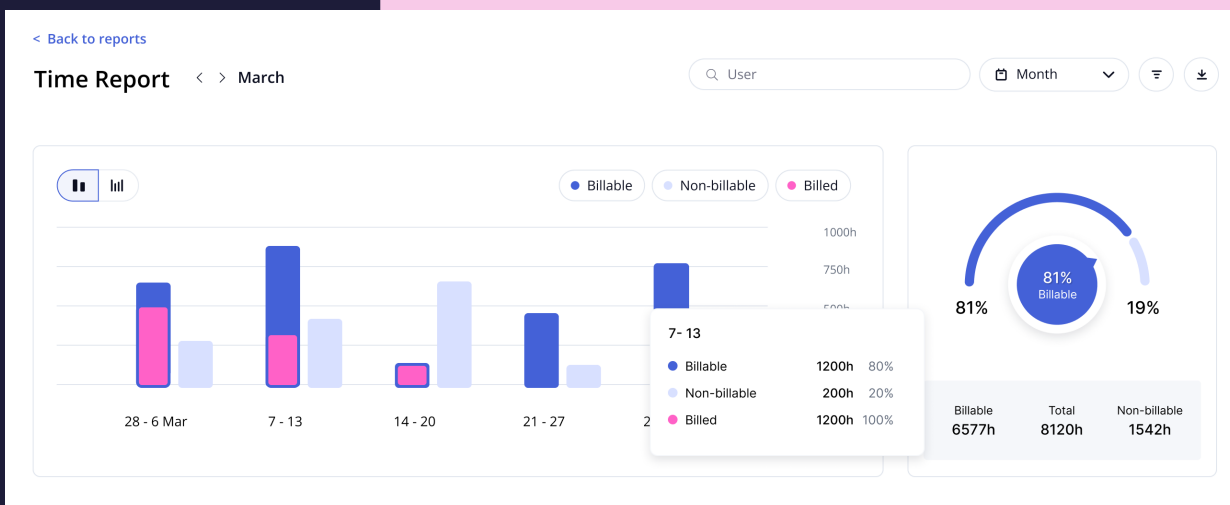 < Back to reports
Time Report < > March
User
Month
Billable
Non-billable
Billed
1000h
750h
500h
28 - 6 Mar
7 - 13
14 - 20
21 - 27
2
7- 13
Billable 1200h 80%
Non-billable 200h 20%
Billed 1200h 100%
81%
Billable
81%
19%
Billable Total Non-billable
6577h 8120h 1542h